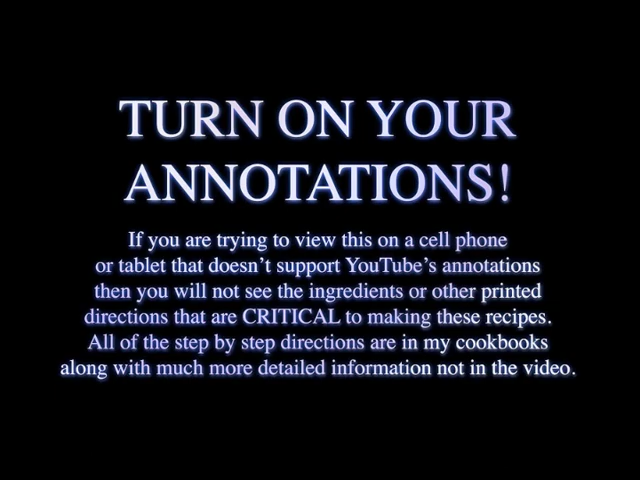 TURN ON YOUR
ANNOTATIONS!
If you are trying to view this on a cell phone
or tablet that doesn't support YouTube's annotations
then you will not see the ingredients or other printed
directions that are CRITICAL to making these recipes.
All of the step by step directions are in my cookbooks
along with much more detailed information not in the video.